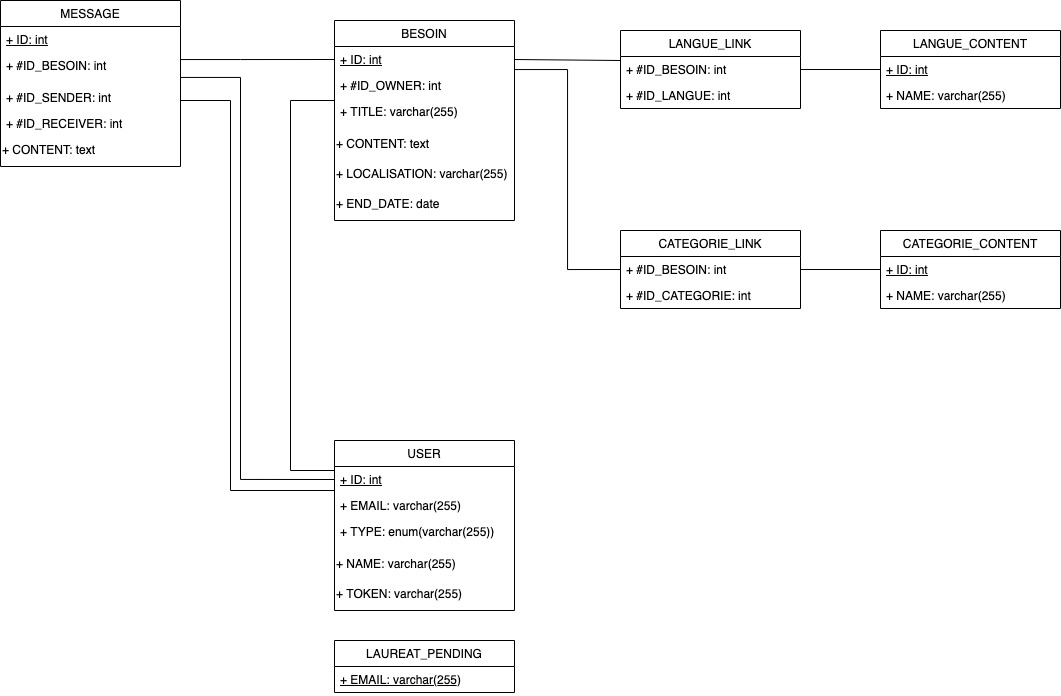 MESSAGE
+ ID: int
+ #ID_BESOIN: int
+ #ID_SENDER: int
+ #ID_RECEIVER: int
+ CONTENT: text
BESOIN
+ ID: int
+ #ID_OWNER: int
+ TITLE: varchar(255)
+ CONTENT: text
+ LOCALISATION: varchar(255)
+ END_DATE: date
LANGUE_LINK
+ #ID_BESOIN: int
+ #ID_LANGUE: int
LANGUE_CONTENT
+ ID: int
+ NAME: varchar(255)
CATEGORIE_LINK
+ #ID_BESOIN: int
+ #ID_CATEGORIE: int
CATEGORIE_CONTENT
+ ID: int
+ NAME: varchar(255)
USER
+ ID: int
+ EMAIL: varchar(255)
+ TYPE: enum(varchar(255))
+ NAME: varchar(255)
+ TOKEN: varchar(255)
LAUREAT_PENDING
+ EMAIL: varchar(255)